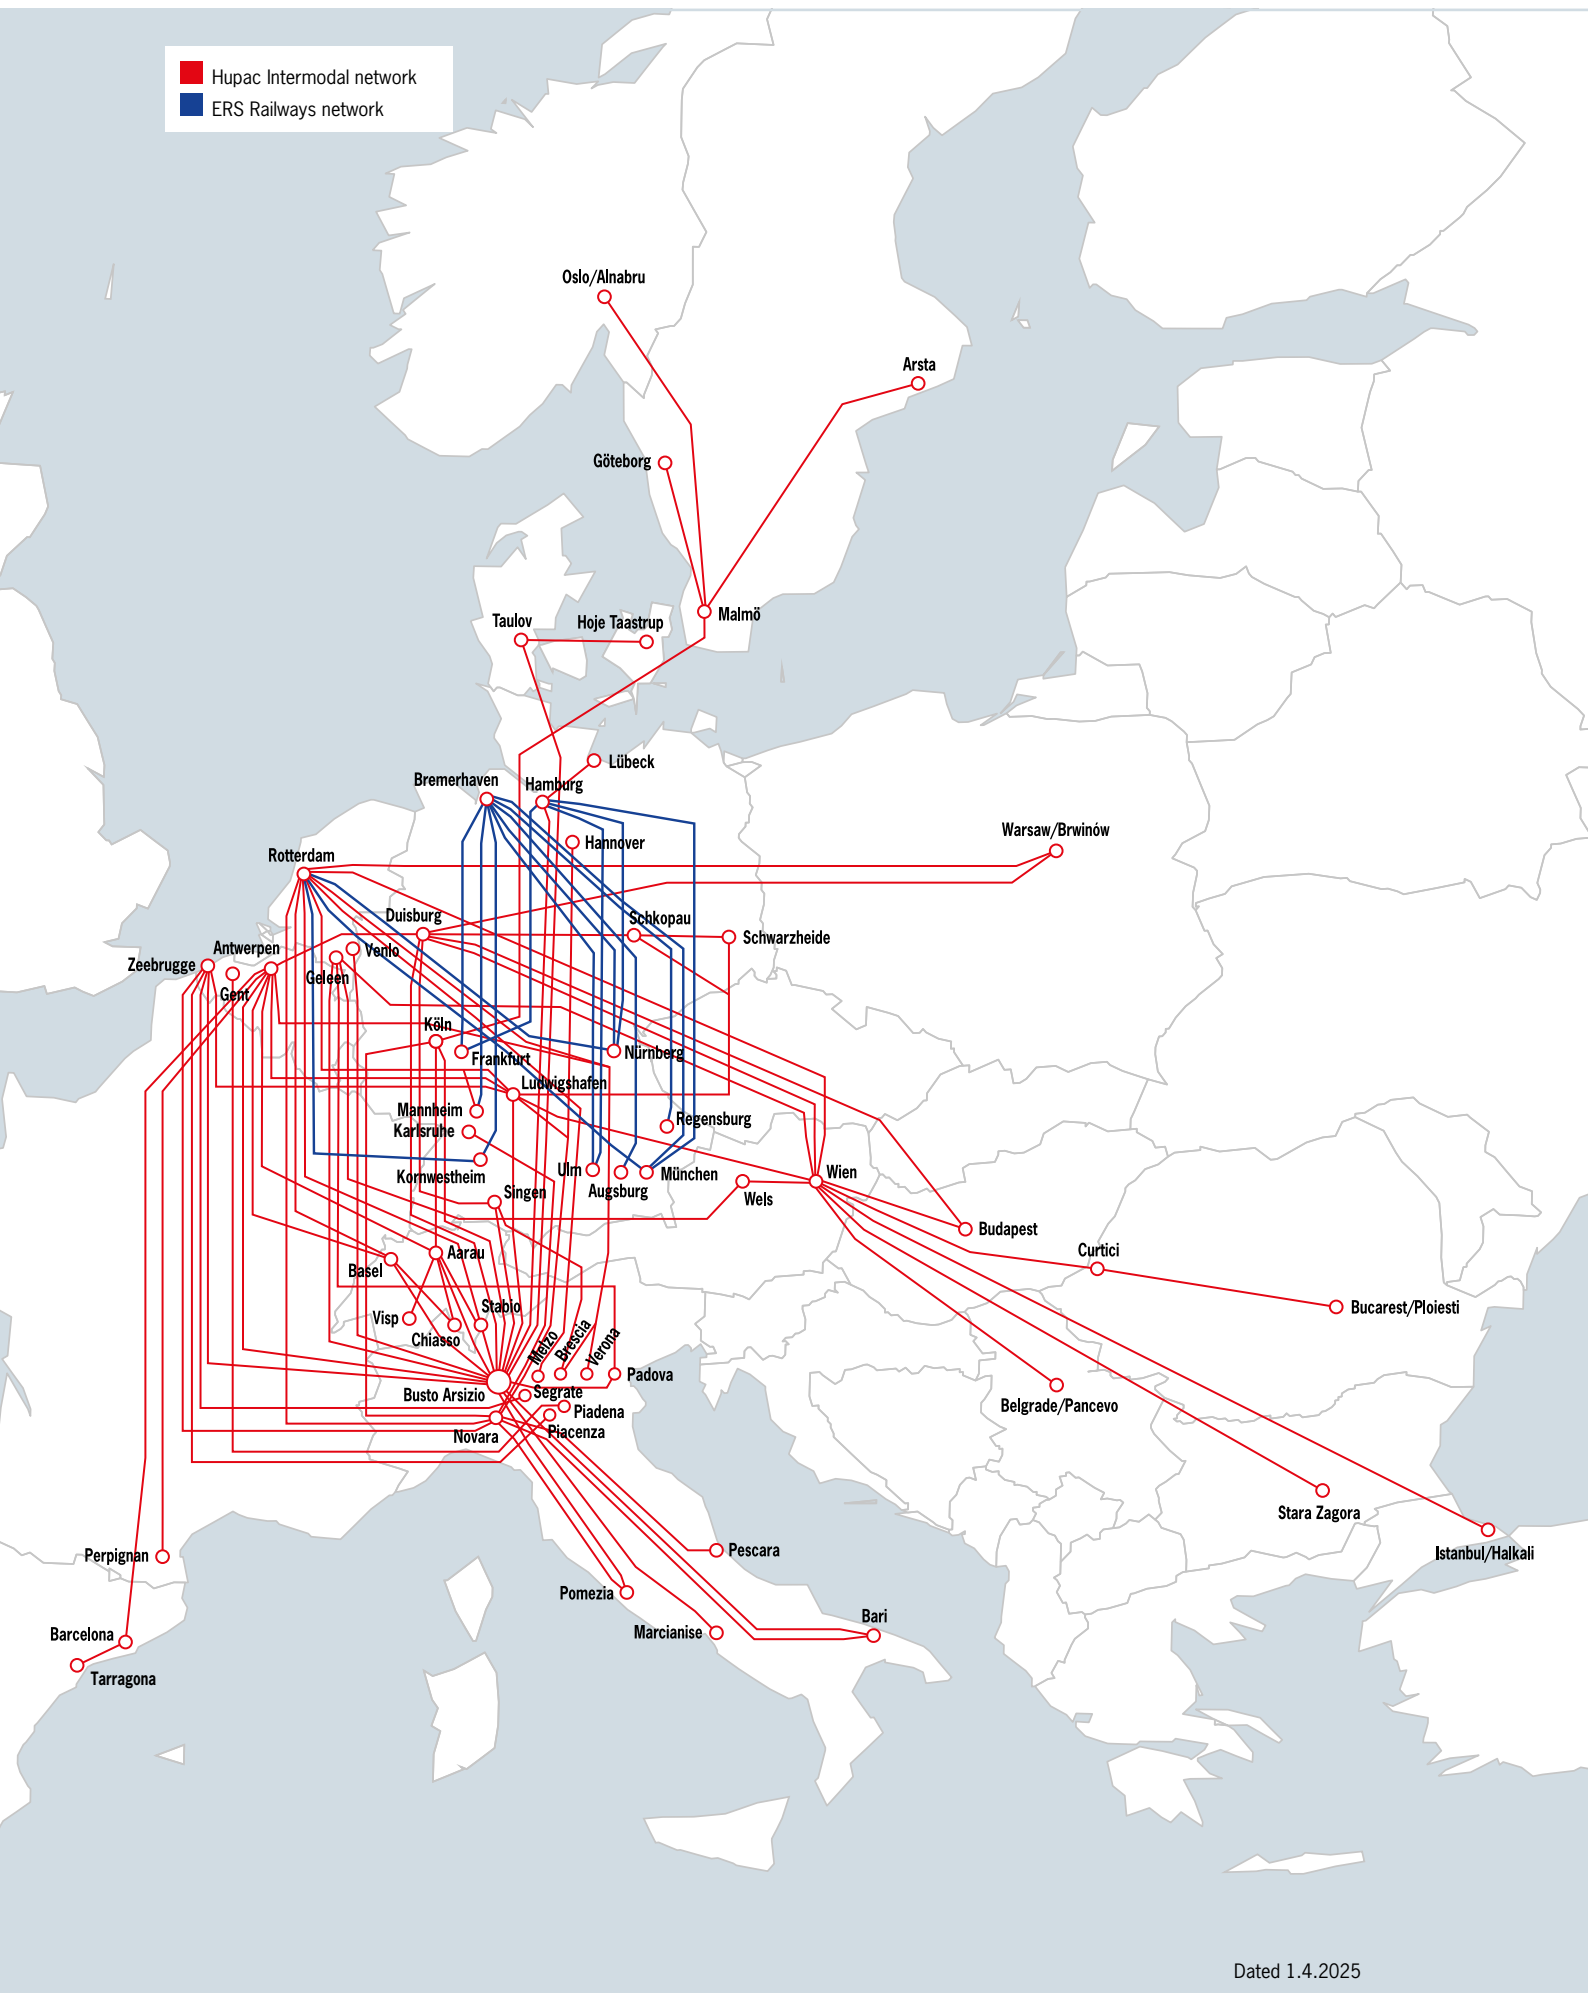 Hupac Intermodal network
ERS Railways network
Oslo/Alnabru
Arsta
Göteborg
Malmö
Taulov
Hoje Taastrup
Lübeck
Bremerhaven
Hamburg
Hannover
Warsaw/Brwinów
Rotterdam
Duisburg
Schkopau
Schwarzheide
Antwerpen
Venlo
Zeebrugge
Geleen
Gent
Köln
Frankfurt
Nürnberg
Ludwigshafen
Mannheim
Regensburg
Karlsruhe
Kornwestheim
Ulm
München
Wien
Augsburg
Singen
Wels
Budapest
Aarau
Curtici
Basel
Stabio
Bucarest/Ploiesti
Visp
Chiasso
Melzo
Brescia
Verona
Padova
Busto Arsizio
Segrate
Belgrade/Pancevo
Piadena
Novara
Piacenza
Stara Zagora
Perpignan
Pescara
Istanbul/Halkali
Pomezia
Bari
Barcelona
Marcianise
Tarragona
Dated 1.4.2025